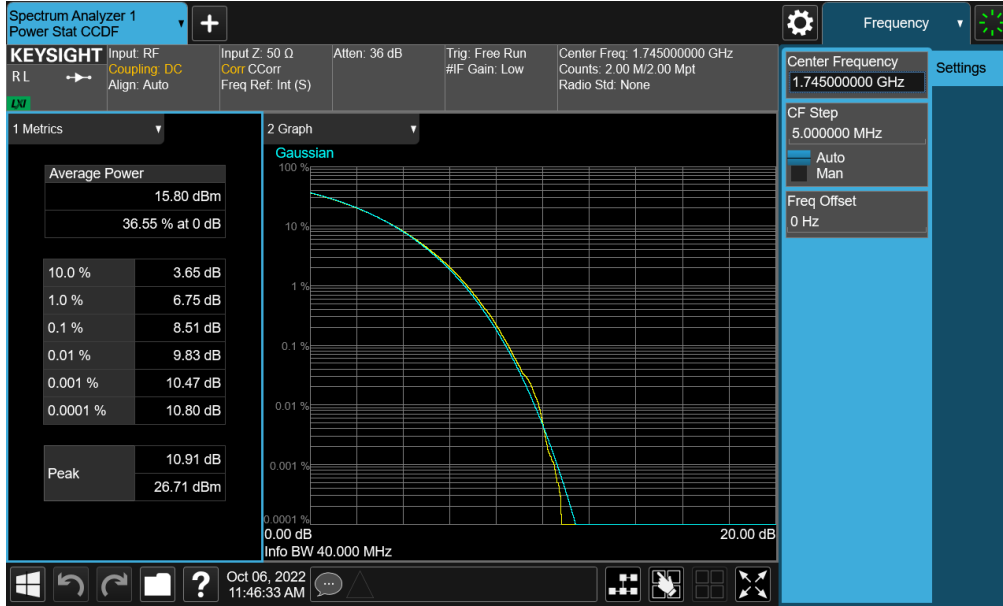 Spectrum Analyzer 1
Power Stat CCDF
Frequency
KEYSIGHT
R L
LXI
Input: RF
Coupling: DC
Align: Auto
Input Z: 50 Ω
Corr CCorr
Freq Ref: Int (S)
Atten: 36 dB
Trig: Free Run
#IF Gain: Low
Center Freq: 1.745000000 GHz
Counts: 2.00 M/2.00 Mpt
Radio Std: None
Center Frequency
1.745000000 GHz
Settings
CF Step
5.000000 MHz
Auto
Man
Freq Offset
0 Hz
1 Metrics
Average Power
15.80 dBm
36.55 % at 0 dB
10.0 % 3.65 dB
1.0 % 6.75 dB
0.1 % 8.51 dB
0.01 % 9.83 dB
0.001 % 10.47 dB
0.0001 % 10.80 dB
Peak
10.91 dB
26.71 dBm
2 Graph
Gaussian
100 %
10 %
1 %
0.1 %
0.01 %
0.001 %
0.0001 %
0.00 dB
20.00 dB
Info BW 40.000 MHz
?
Oct 06, 2022
11:46:33 AM